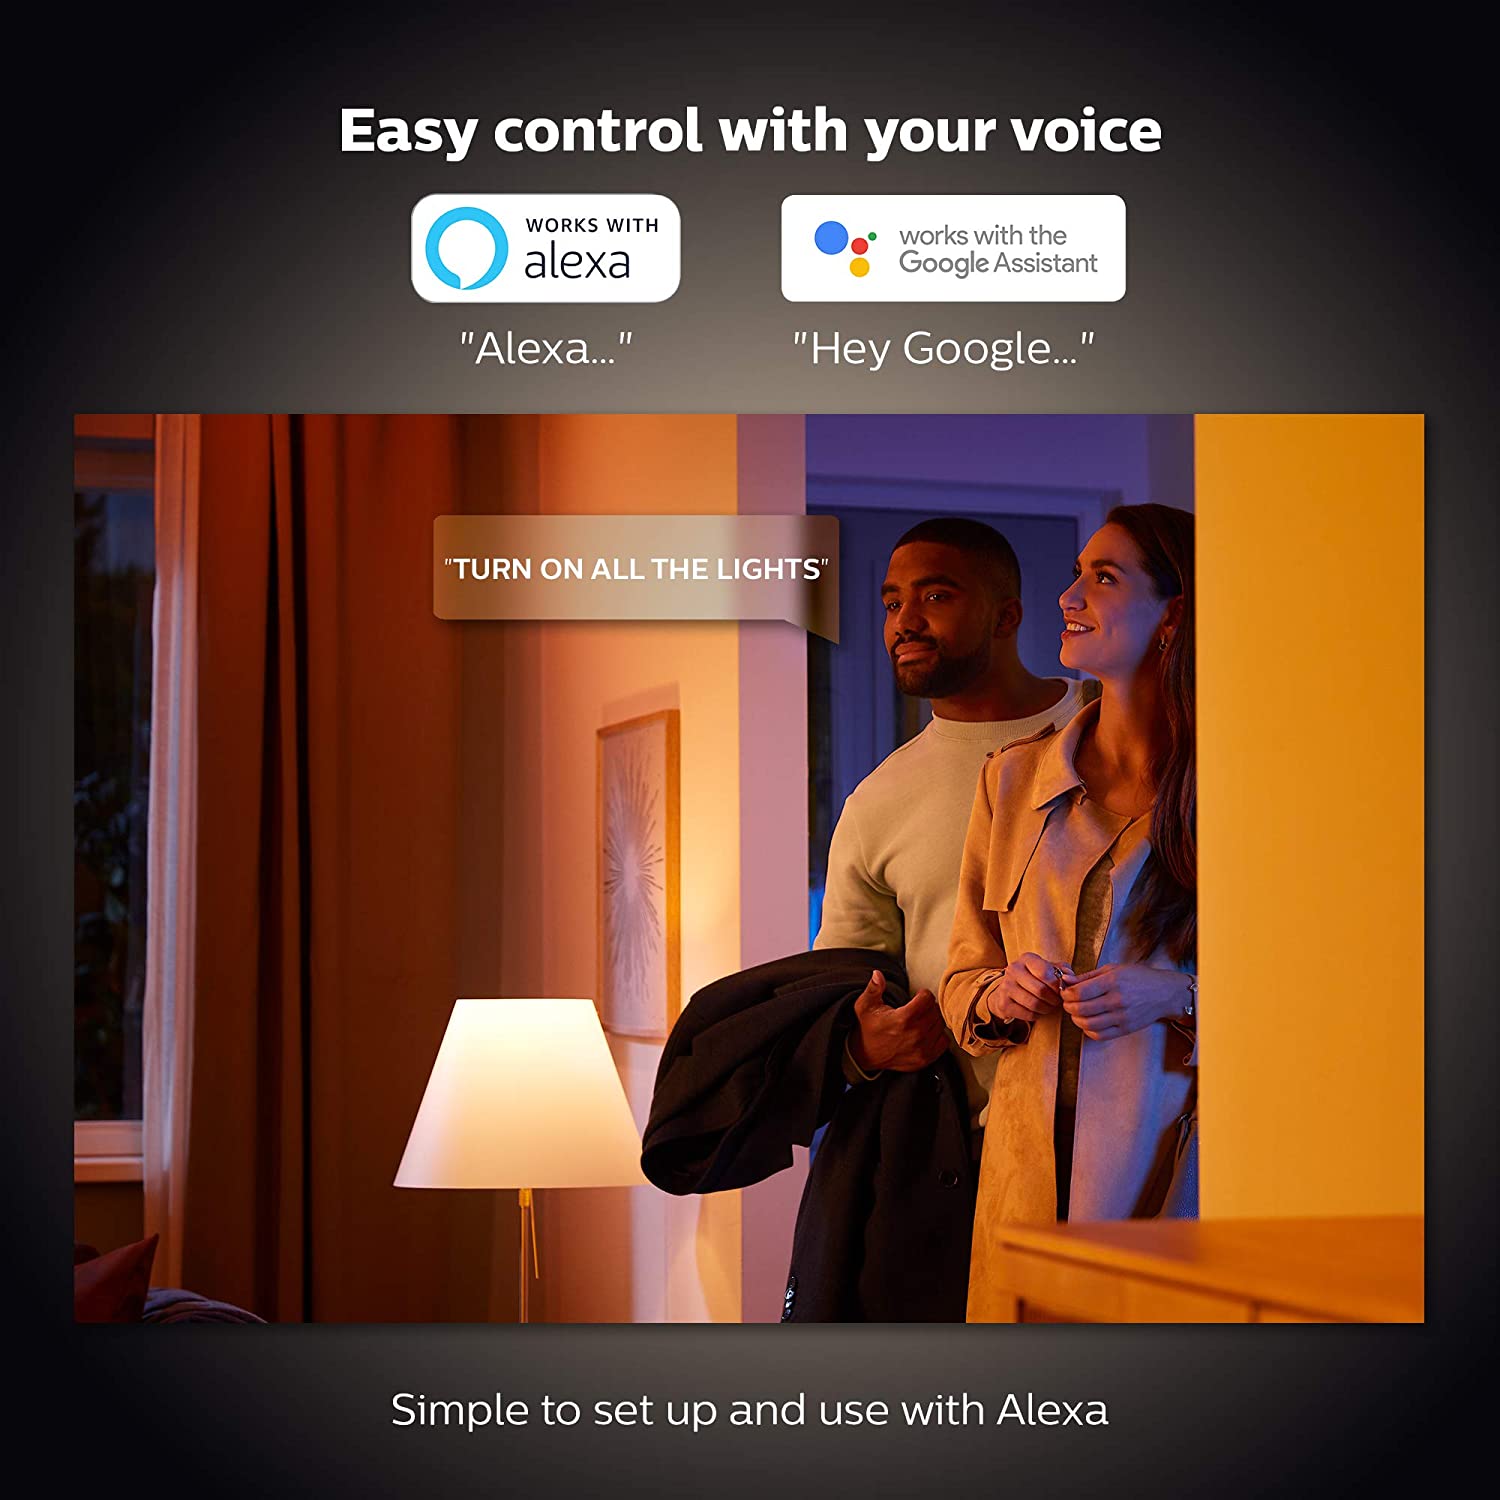 Easy control with your voice
WORKS WITH
alexa
works with the
Google Assistant
"Alexa..."
"Hey Google..."
"TURN ON ALL THE LIGHTS"
Simple to set up and use with Alexa